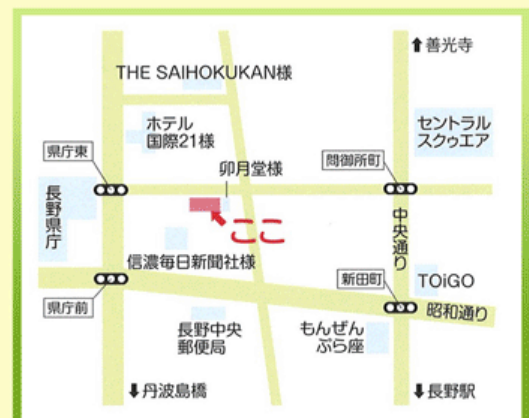 善光寺
THE SAIHOKUKAN様
ホテル
国際21様
セントラル
スクゥエア
県庁東
卯月堂様
問御所町
長野県庁
ここ
中央通り
信濃毎日新聞社様
新田町
TOiGO
県庁前
昭和通り
長野中央
郵便局
もんぜん
ぷら座
丹波島橋
長野駅